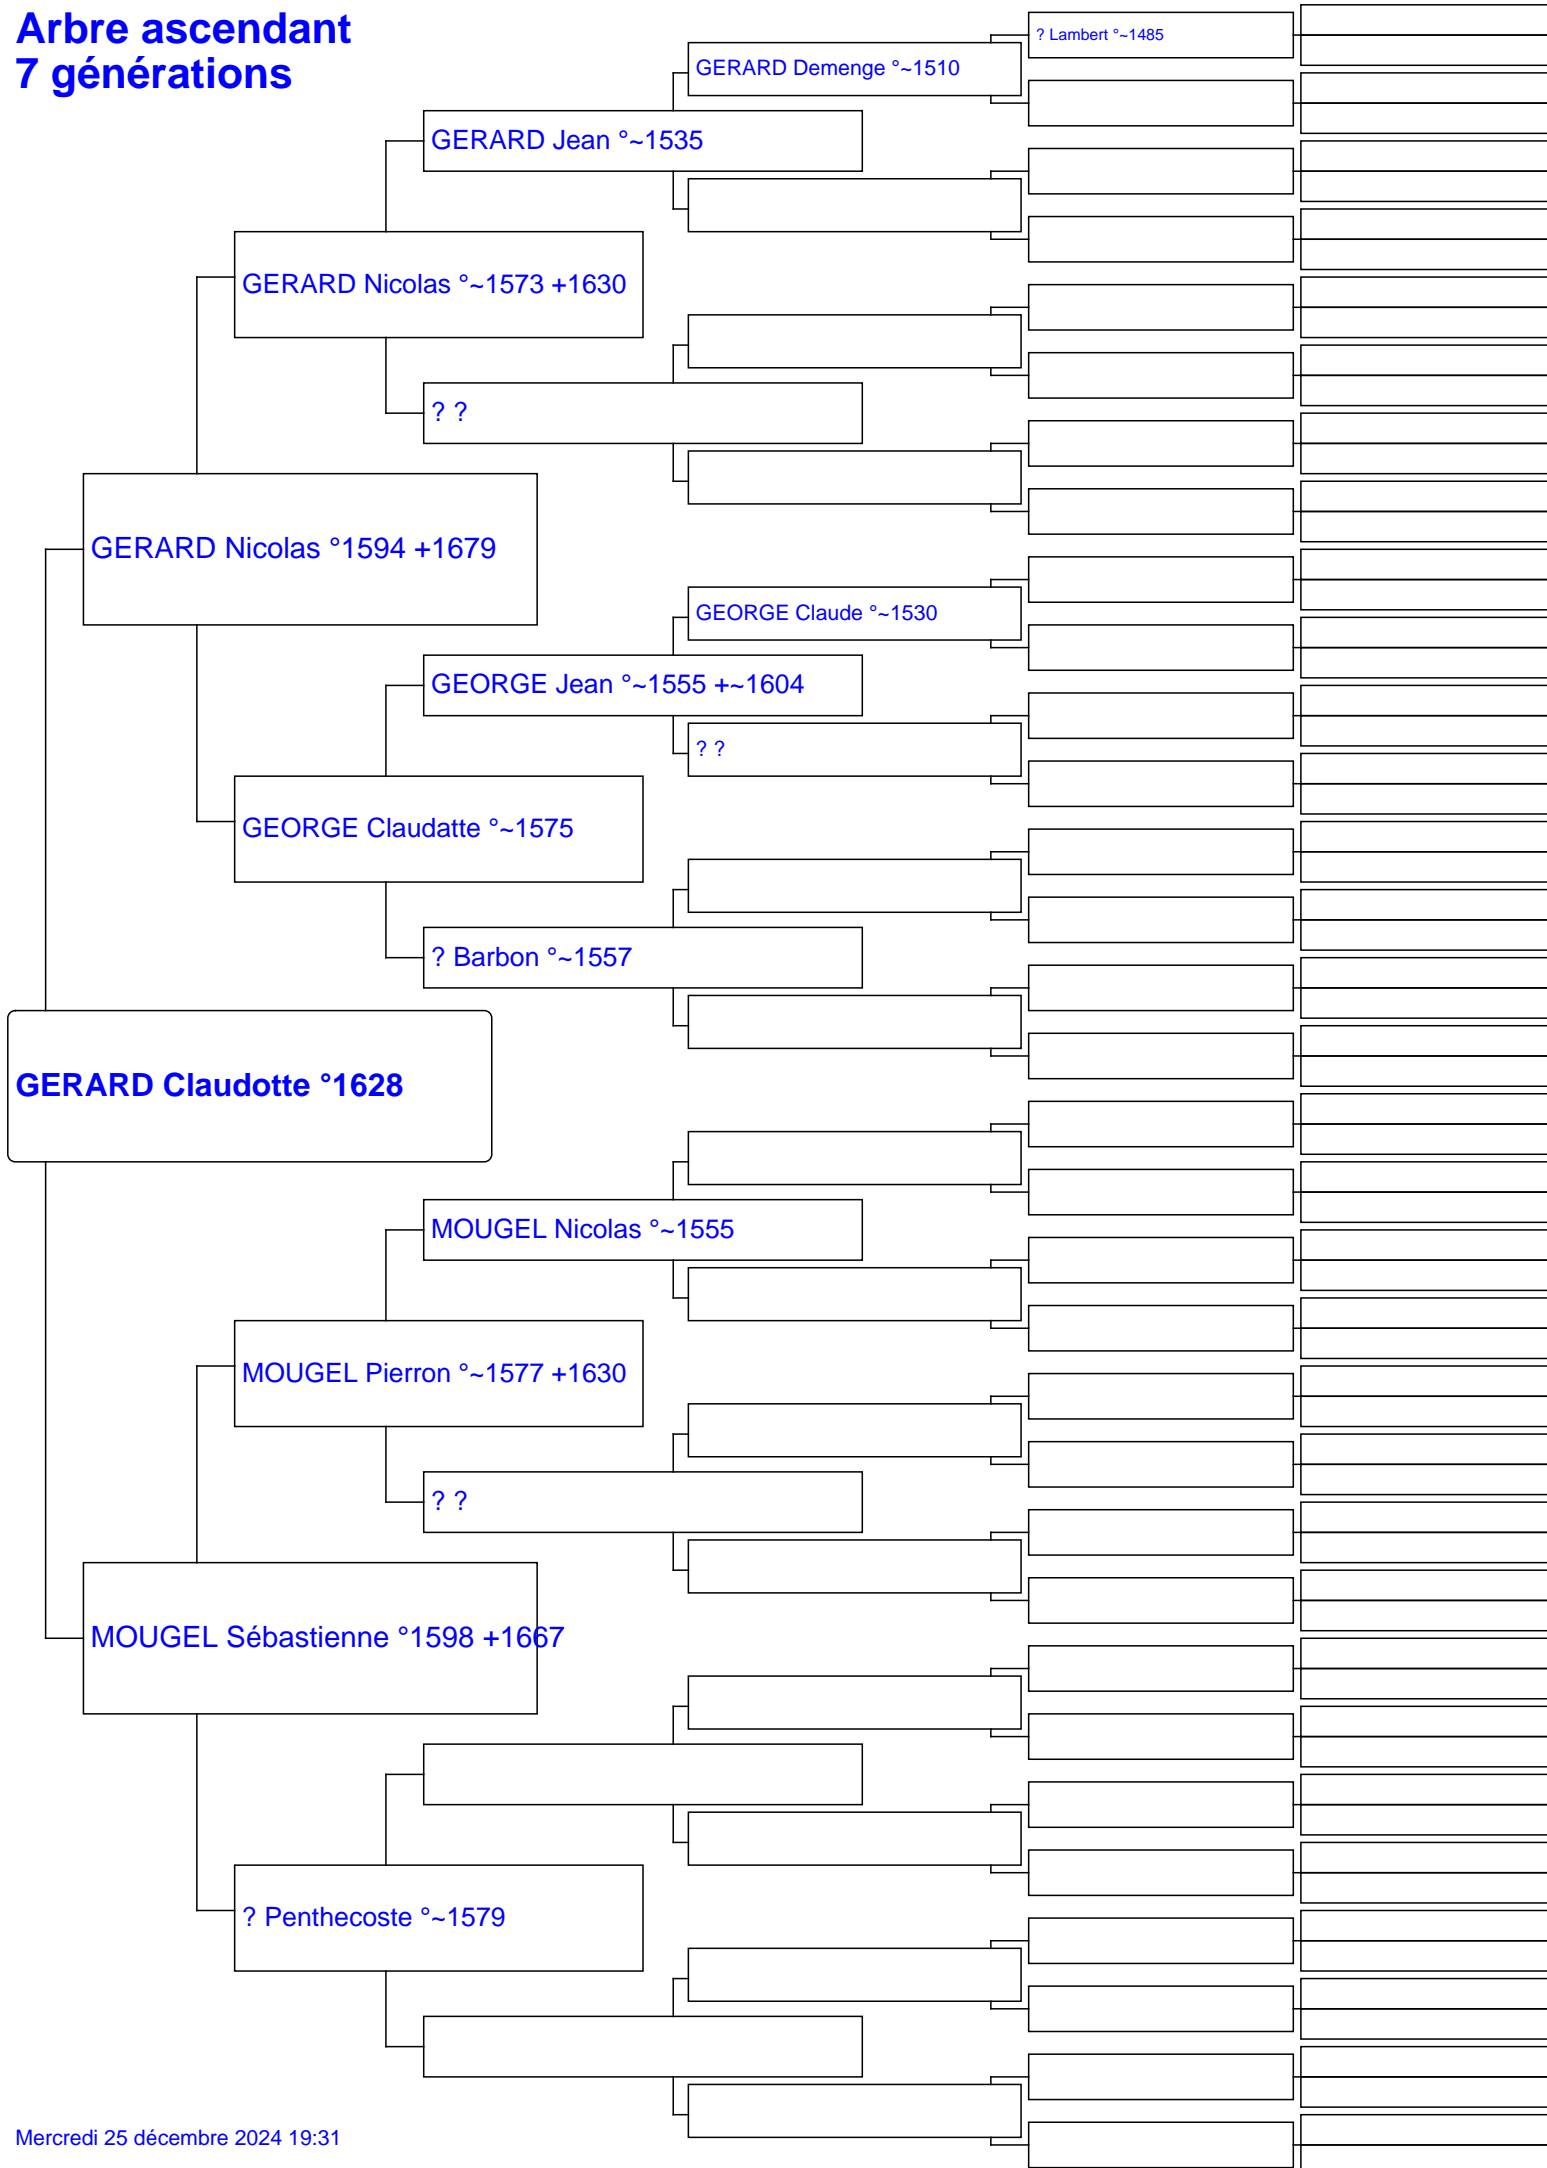 Arbre ascendant
7 générations
? Lambert °~1485
GERARD Demenge °~1510
GERARD Jean °~1535
GERARD Nicolas °~1573 +1630
? ?
GERARD Nicolas °1594 +1679
GEORGE Claude °~1530
GEORGE Jean °~1555 +~1604
? ?
GEORGE Claudatte °~1575
? Barbon °~1557
GERARD Claudotte °1628
MOUGEL Nicolas °~1555
MOUGEL Pierron °~1577 +1630
? ?
MOUGEL Sébastienne °1598 +1667
? Penthecoste °~1579
Mercredi 25 décembre 2024 19:31